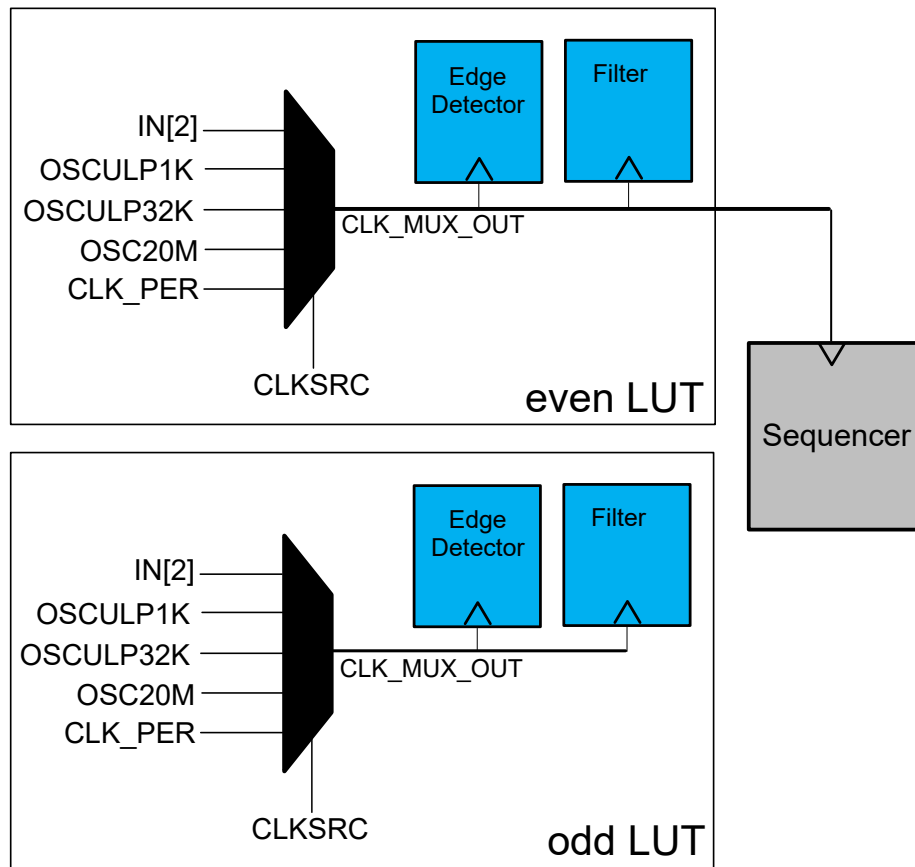 Edge
Detector
Filter
IN[2]
OSCULP1K
OSCULP32K
OSC20M
CLK_PER
CLK_MUX_OUT
CLKSRC
even LUT
Sequencer
Edge
Detector
Filter
IN[2]
OSCULP1K
OSCULP32K
OSC20M
CLK_PER
CLK_MUX_OUT
CLKSRC
odd LUT